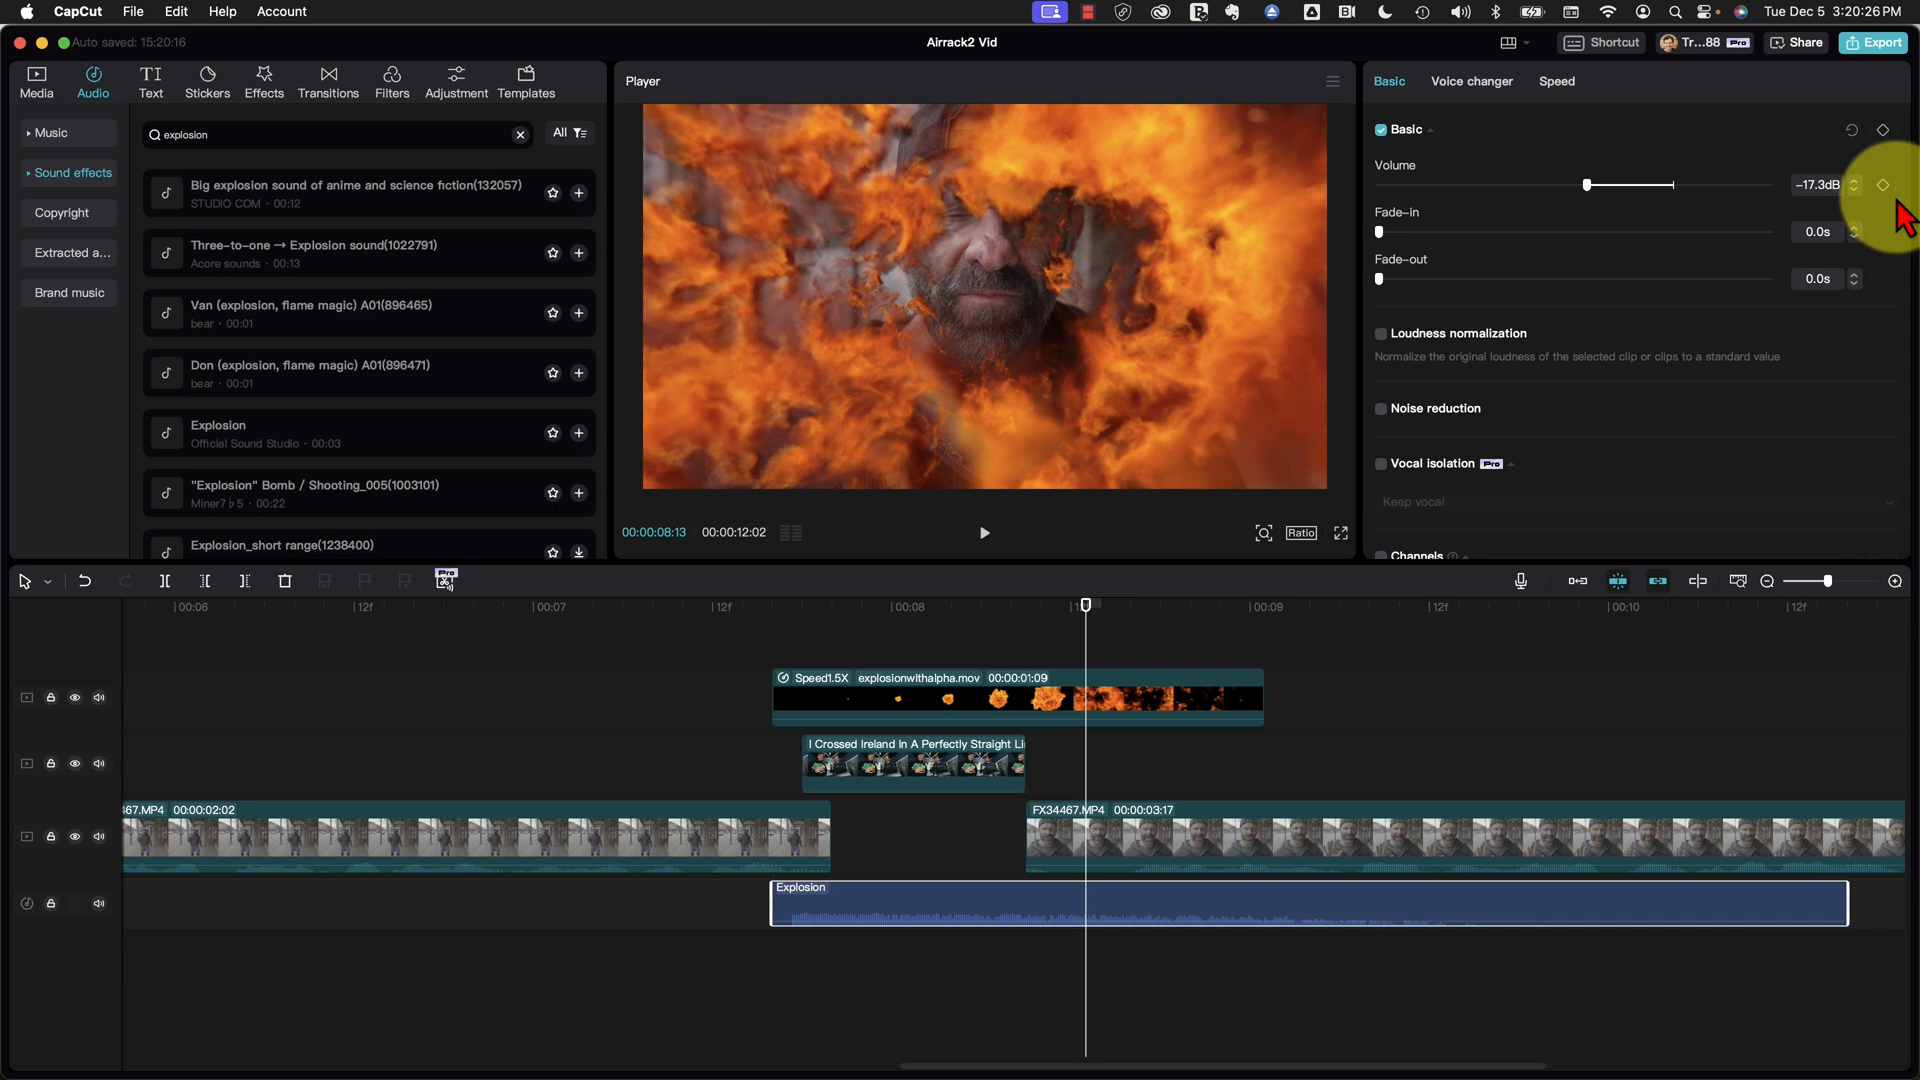 CapCut File Edit Help Account
Tue Dec 5 3:20:26 PM
Auto saved: 15:20:16
Airrack2 Vid
Shortcut
Tr...88 Pro
Share
Export
Media
Audio
TI
Text
Stickers
Effects
Transitions
Filters
Adjustment
Templates
Music
Sound effects
Copyright
Extracted a...
Brand music
explosion
All
Big explosion sound of anime and science fiction(132057)
STUDIO COM · 00:12
Three-to-one → Explosion sound(1022791)
Acore sounds · 00:13
Van (explosion, flame magic) A01(896465)
bear · 00:01
Don (explosion, flame magic) A01(896471)
bear · 00:01
Explosion
Official Sound Studio · 00:03
"Explosion" Bomb / Shooting_005(1003101)
Miner7♭5 · 00:22
Explosion_short range(1238400)
Player
00:00:08:13 00:00:12:02
Ratio
Basic Voice changer Speed
Basic
Volume
-17.3dB
Fade-in
0.0s
Fade-out
0.0s
Loudness normalization
Normalize the original loudness of the selected clip or clips to a standard value
Noise reduction
Vocal isolation Pro
Keep vocal
Channels
Pro
00:06 12f 00:07 12f 00:08 00:09 12f 00:10 12f
Speed1.5X explosionwithalpha.mov 00:00:01:09
I Crossed Ireland In A Perfectly Straight Li
467.MP4 00:00:02:02
FX34467.MP4 00:00:03:17
Explosion